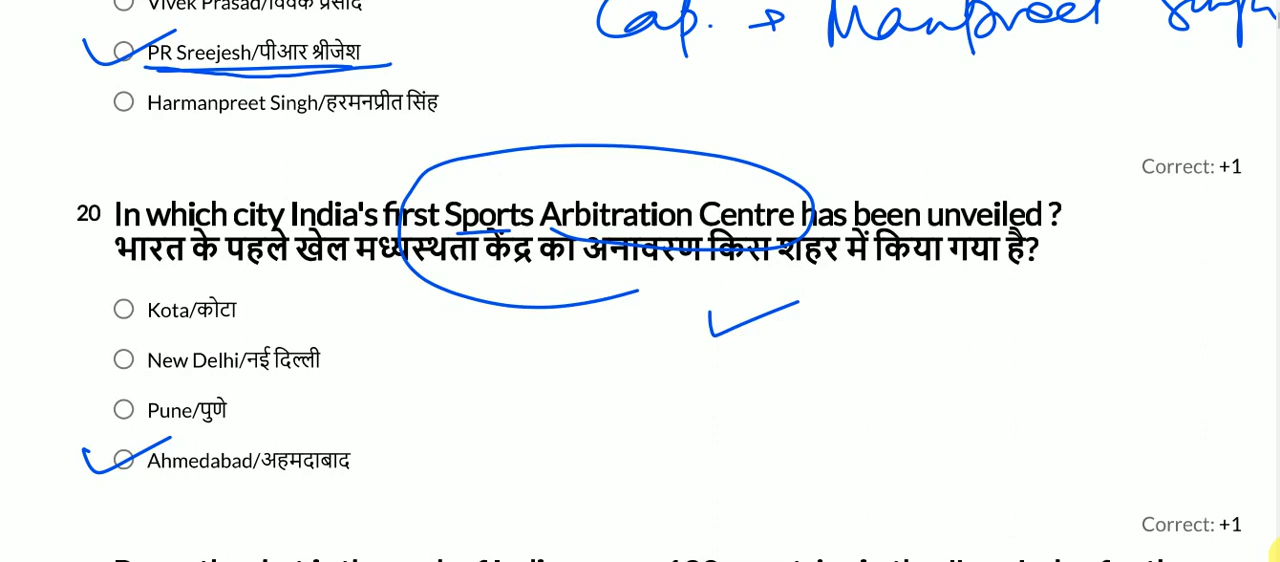 Vivek Prasad/विवेक प्रसाद
Cap. → Manpreet Singh
PR Sreejesh/पीआर श्रीजेश
Harmanpreet Singh/हरमनप्रीत सिंह
Correct: +1
20 In which city India's first Sports Arbitration Centre has been unveiled ?
भारत के पहले खेल मध्यस्थता केंद्र का अनावरण किस शहर में किया गया है?
Kota/कोटा
New Delhi/नई दिल्ली
Pune/पुणे
Ahmedabad/अहमदाबाद
Correct: +1